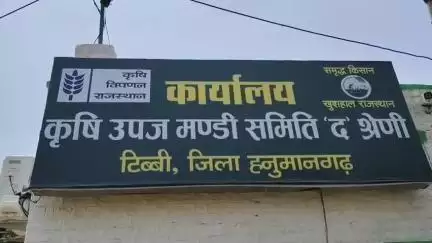 कृषि
विपणन
राजस्थान
कार्यालय
समृद्ध किसान
खुशहाल राजस्थान
कृषि उपज मण्डी समिति 'द' श्रेणी
टिब्बी, जिला हनुमानगढ़